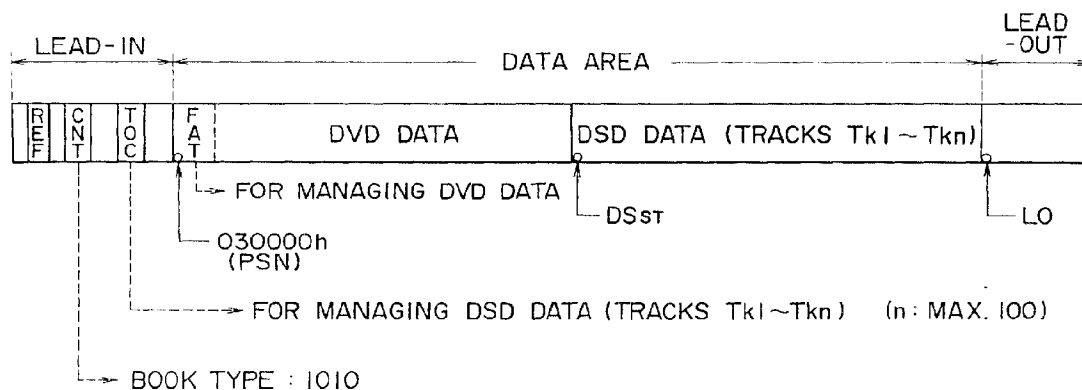 LEAD-IN
DATA AREA
LEAD
-OUT
REF
CNT
TOC
FAT
DVD DATA
DSD DATA (TRACKS Tk1~Tkn)
FOR MANAGING DVD DATA
DSST
LO
030000h
(PSN)
FOR MANAGING DSD DATA (TRACKS Tk1~Tkn) (n: MAX. 100)
BOOK TYPE : 1010